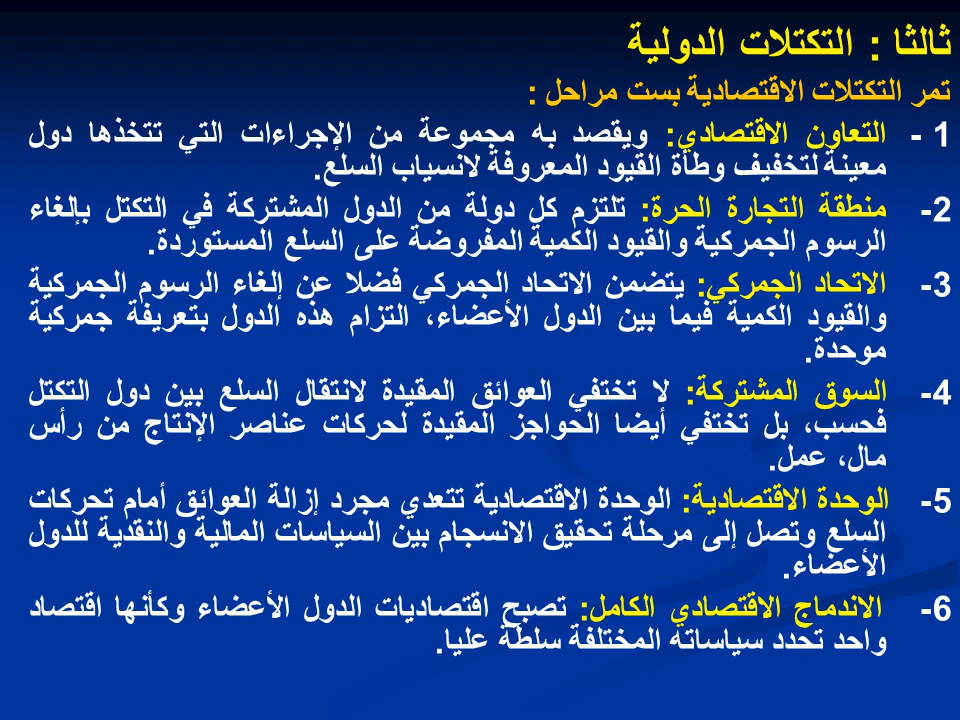 ثالثا : التكتلات الدولية
تمر التكتلات الاقتصادية بست مراحل :
1 - التعاون الاقتصادي: ويقصد به مجموعة من الإجراءات التي تتخذها دول
معينة لتخفيف وطأة القيود المعروفة لانسياب السلع.
2- منطقة التجارة الحرة: تلتزم كل دولة من الدول المشتركة في التكتل بإلغاء
الرسوم الجمركية والقيود الكمية المفروضة على السلع المستوردة.
3- الاتحاد الجمركي: يتضمن الاتحاد الجمركي فضلا عن إلغاء الرسوم الجمركية
والقيود الكمية فيما بين الدول الأعضاء، التزام هذه الدول بتعريفة جمركية
موحدة.
4- السوق المشتركة: لا تختفي العوائق المقيدة لانتقال السلع بين دول التكتل
فحسب، بل تختفي أيضا الحواجز المقيدة لحركات عناصر الإنتاج من رأس
مال، عمل.
5- الوحدة الاقتصادية: الوحدة الاقتصادية تتعدي مجرد إزالة العوائق أمام تحركات
السلع وتصل إلى مرحلة تحقيق الانسجام بين السياسات المالية والنقدية للدول
الأعضاء.
6- الاندماج الاقتصادي الكامل: تصبح اقتصاديات الدول الأعضاء وكأنها اقتصاد
واحد تحدد سياساته المختلفة سلطة عليا.